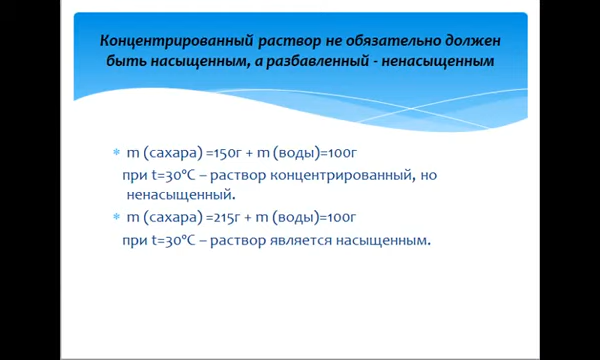 Концентрированный раствор не обязательно должен
быть насыщенным, а разбавленный - ненасыщенным
m (сахара) =150г + m (воды)=100г
при t=30°С – раствор концентрированный, но
ненасыщенный.
m (сахара) =215г + m (воды)=100г
при t=30°С – раствор является насыщенным.